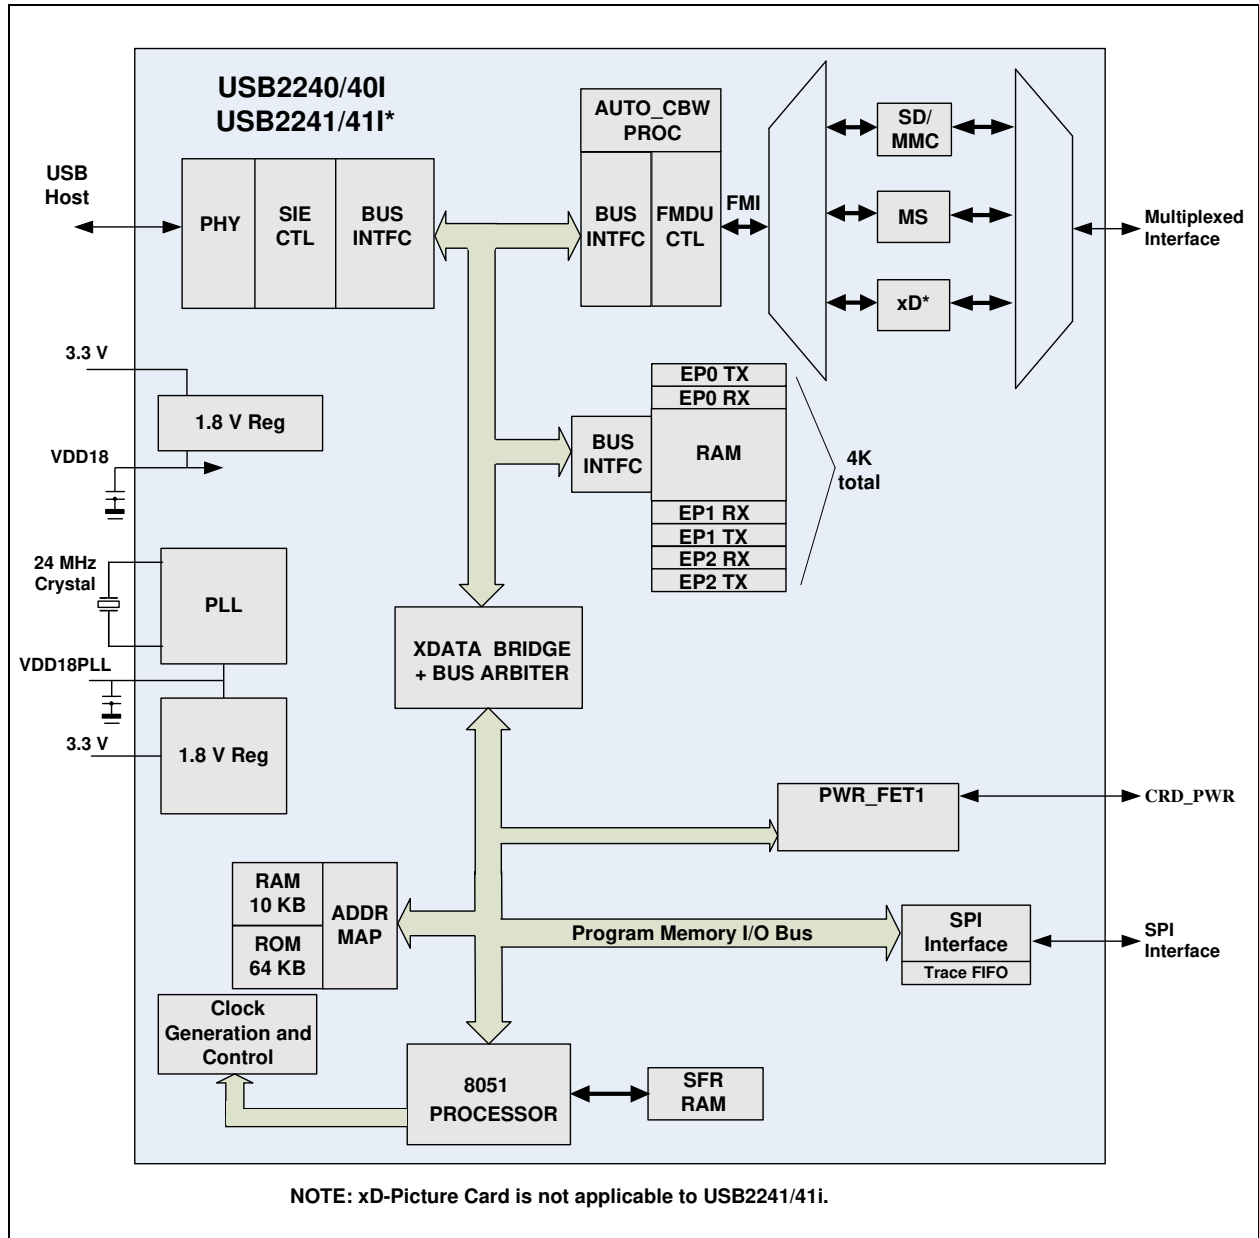 USB2240/40I
USB2241/41I*
AUTO_CBW
PROC
SD/
MMC
USB
Host
PHY
SIE
CTL
BUS
INTFC
BUS
INTFC
FMDU
CTL
FMI
MS
Multiplexed
Interface
xD*
3.3 V
1.8 V Reg
VDD18
EP0 TX
EP0 RX
BUS
INTFC
RAM
EP1 RX
EP1 TX
EP2 RX
EP2 TX
4K
total
24 MHz
Crystal
PLL
VDD18PLL
3.3 V
1.8 V Reg
XDATA BRIDGE
+ BUS ARBITER
PWR_FET1
CRD_PWR
RAM
10 KB
ROM
64 KB
ADDR
MAP
Program Memory I/O Bus
SPI
Interface
Trace FIFO
SPI
Interface
Clock
Generation and
Control
8051
PROCESSOR
SFR
RAM
NOTE: xD-Picture Card is not applicable to USB2241/41i.